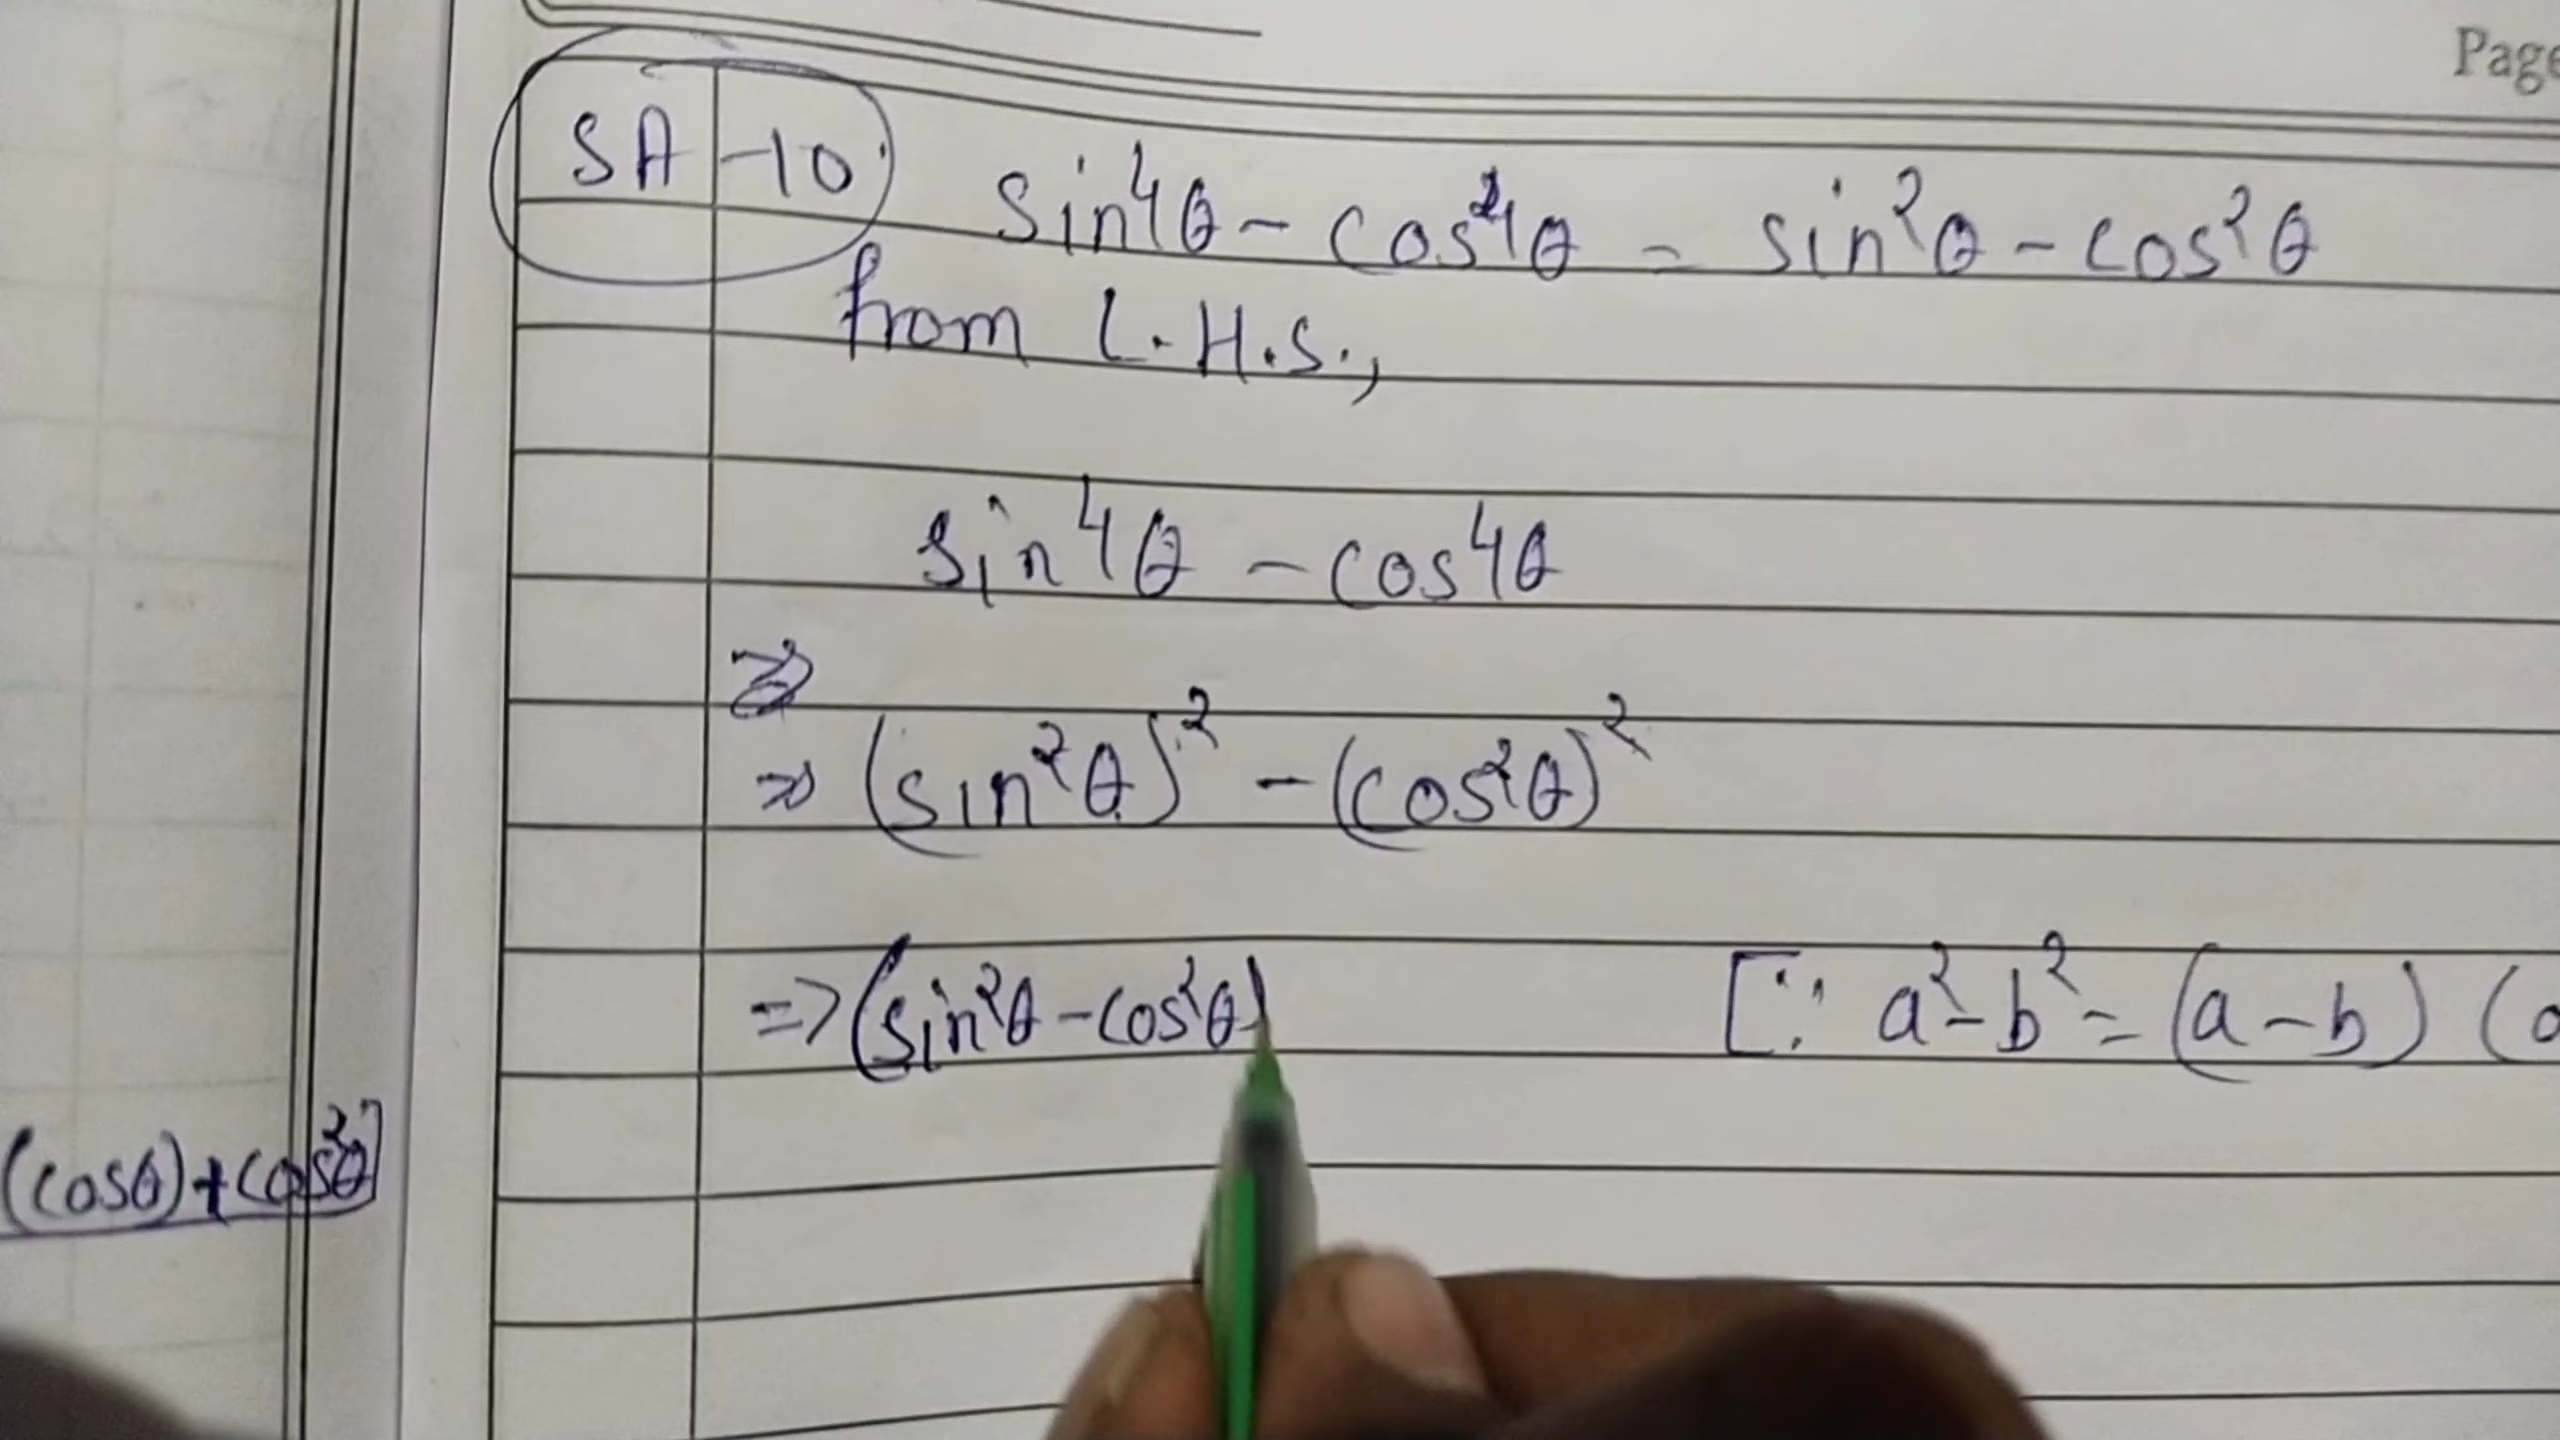 Page
SA-10 sin⁴θ - cos⁴θ = sin²θ - cos²θ
from L.H.S.,
sin⁴θ - cos⁴θ
⇒ (sin²θ)² - (cos²θ)²
⇒ (sin²θ - cos²θ) [∵ a² - b² = (a - b) (
(cosθ) + cos²θ]